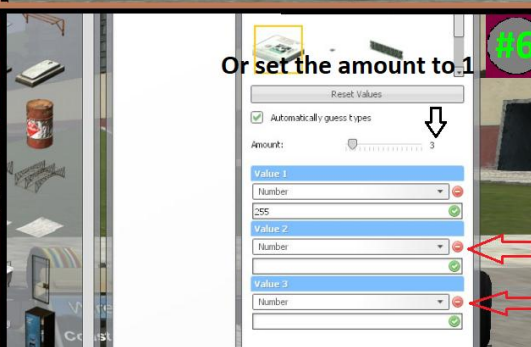 #6
Or set the amount to 1
Reset Values
Automatically guess types
Amount:
3
Value 1
Number
255
Value 2
Number
Value 3
Number